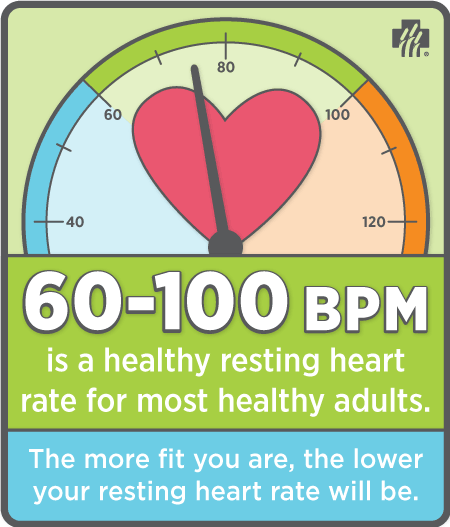 80
60
100
40
120
60-100 BPM
is a healthy resting heart
rate for most healthy adults.
The more fit you are, the lower
your resting heart rate will be.
®